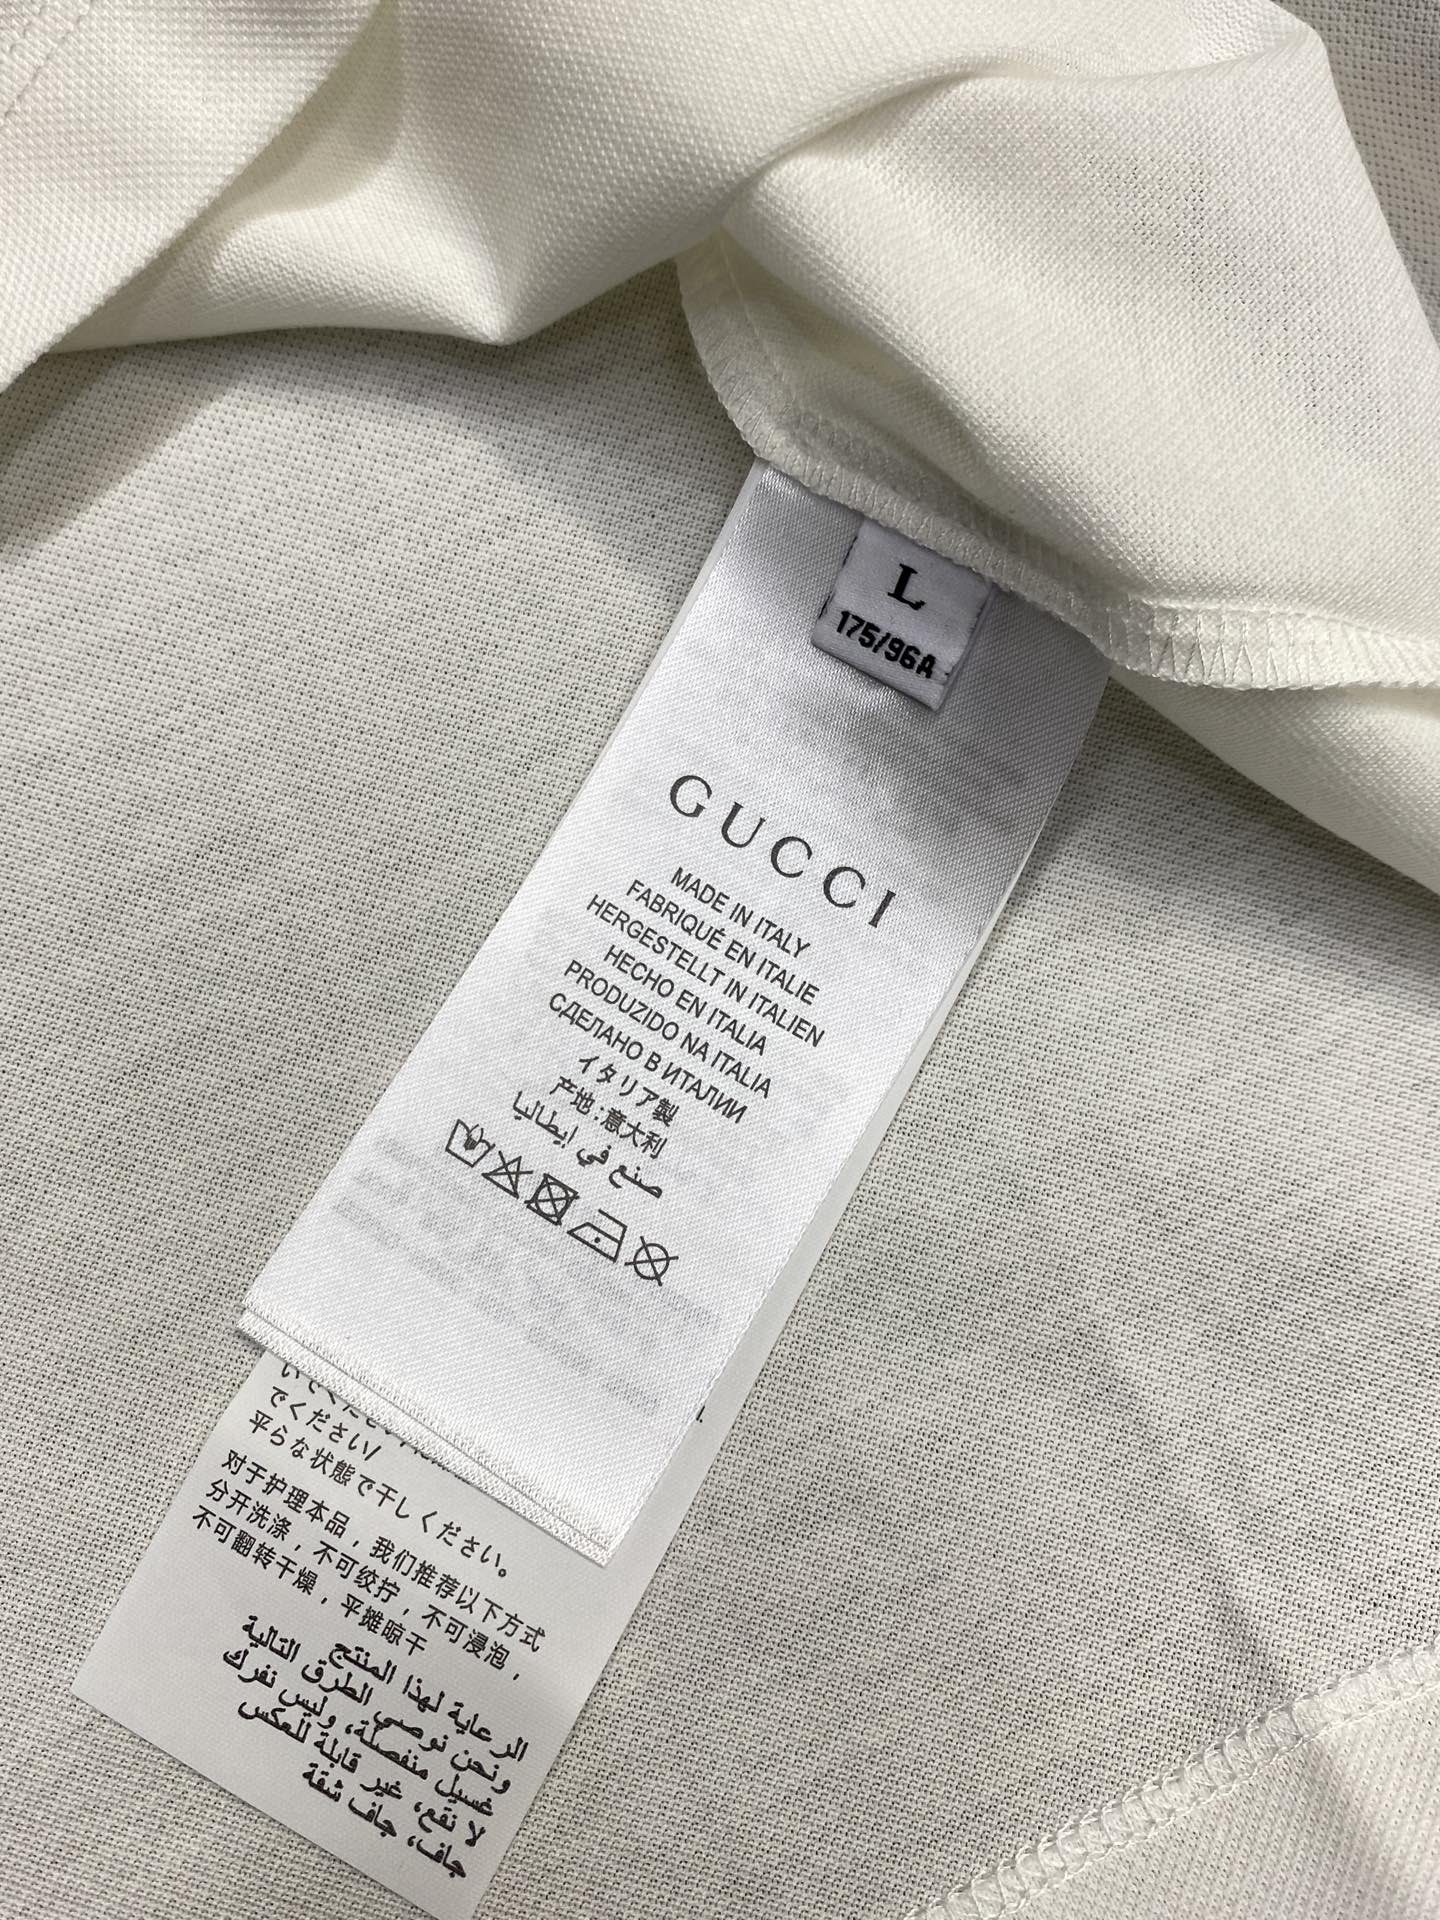 L
175/96A
GUCCI
MADE IN ITALY
FABRIQUÉ EN ITALIE
HERGESTELLT IN ITALIEN
HECHO EN ITALIA
PRODUZIDO NA ITALIA
СДЕЛАНО В ИТАЛИИ
イタリア製
产地:意大利
صنع في إيطاليا
でください/
平らな状態で干しください。
对于护理本品，我们推荐以下方式
分开洗涤，不可绞拧，不可浸泡，
不可翻转干燥，平摊晾干
الرعاية لهذا المنتج
ونحن نوصي الطرق التالية
غسيل منفصلة، وليس نفرك
لا نقع، غير قابلة للعكس
جاف، جاف شقة